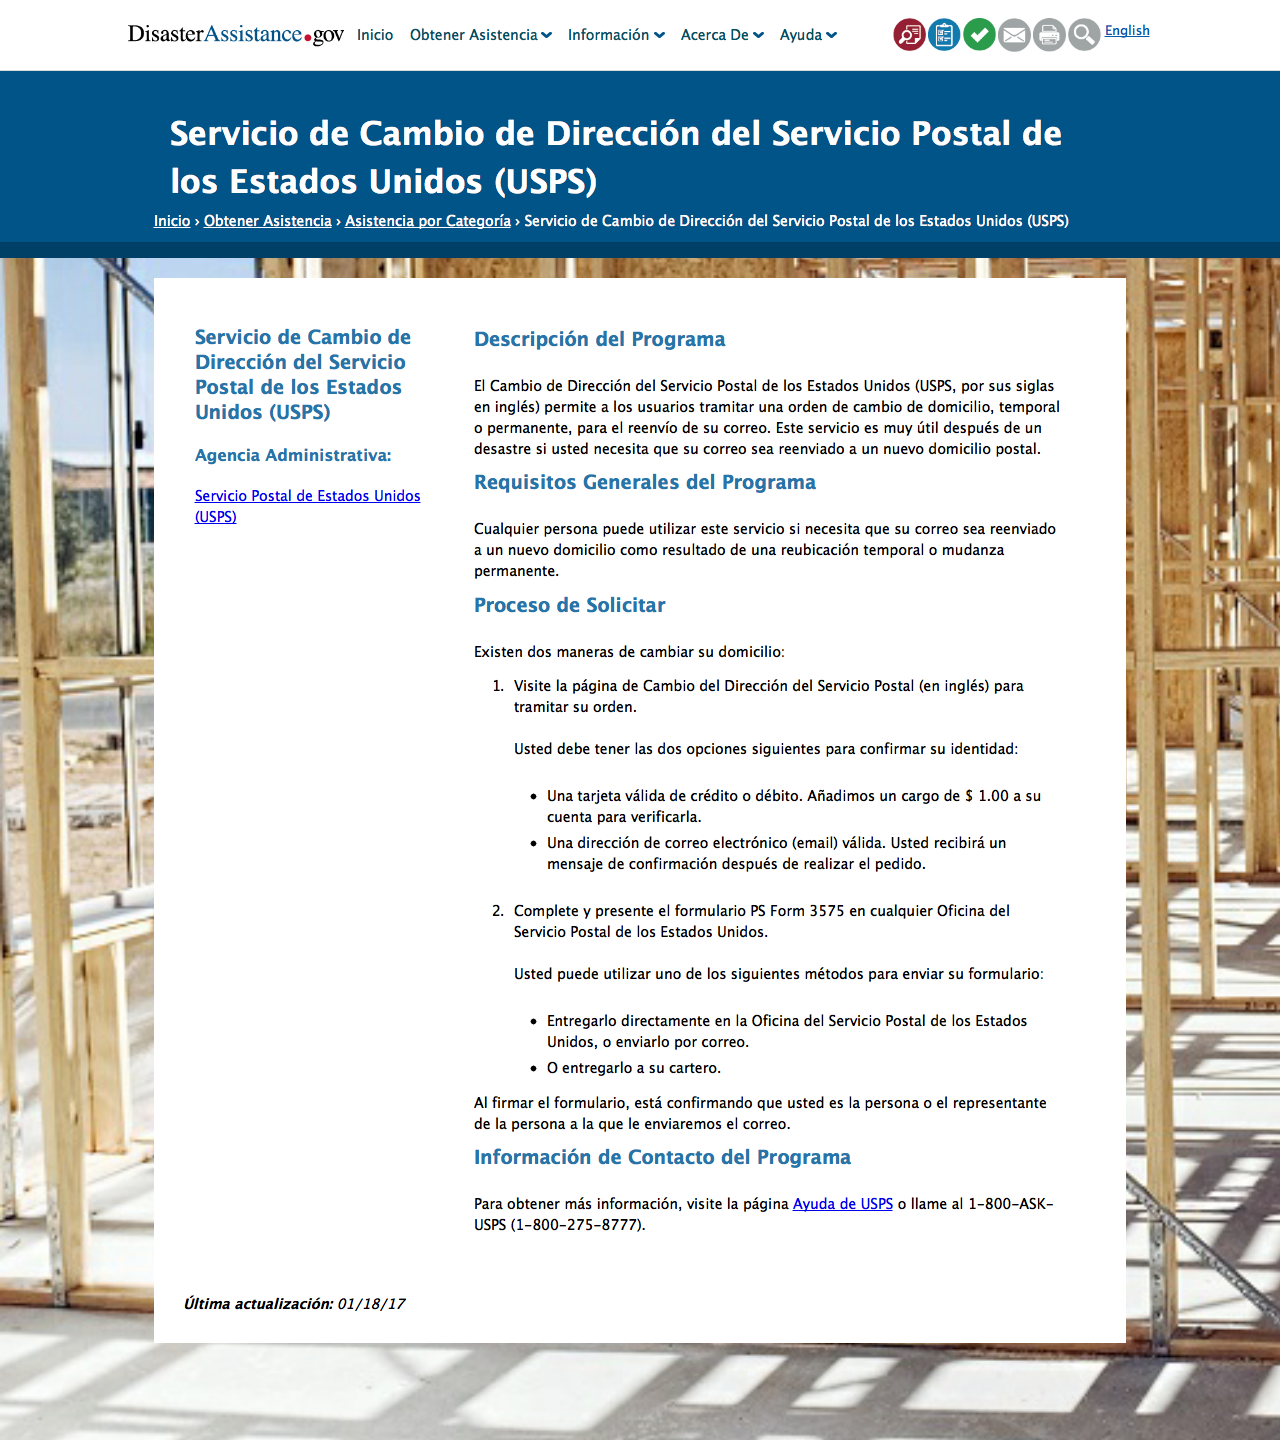 DisasterAssistance.gov Inicio Obtener Asistencia Información Acerca De Ayuda English
Servicio de Cambio de Dirección del Servicio Postal de
los Estados Unidos (USPS)
Inicio › Obtener Asistencia › Asistencia por Categoría › Servicio de Cambio de Dirección del Servicio Postal de los Estados Unidos (USPS)
Servicio de Cambio de
Dirección del Servicio
Postal de los Estados
Unidos (USPS)
Agencia Administrativa:
Servicio Postal de Estados Unidos
(USPS)
Descripción del Programa
El Cambio de Dirección del Servicio Postal de los Estados Unidos (USPS, por sus siglas
en inglés) permite a los usuarios tramitar una orden de cambio de domicilio, temporal
o permanente, para el reenvío de su correo. Este servicio es muy útil después de un
desastre si usted necesita que su correo sea reenviado a un nuevo domicilio postal.
Requisitos Generales del Programa
Cualquier persona puede utilizar este servicio si necesita que su correo sea reenviado
a un nuevo domicilio como resultado de una reubicación temporal o mudanza
permanente.
Proceso de Solicitar
Existen dos maneras de cambiar su domicilio:
1. Visite la página de Cambio del Dirección del Servicio Postal (en inglés) para
tramitar su orden.
Usted debe tener las dos opciones siguientes para confirmar su identidad:
• Una tarjeta válida de crédito o débito. Añadimos un cargo de $ 1.00 a su
cuenta para verificarla.
• Una dirección de correo electrónico (email) válida. Usted recibirá un
mensaje de confirmación después de realizar el pedido.
2. Complete y presente el formulario PS Form 3575 en cualquier Oficina del
Servicio Postal de los Estados Unidos.
Usted puede utilizar uno de los siguientes métodos para enviar su formulario:
• Entregarlo directamente en la Oficina del Servicio Postal de los Estados
Unidos, o enviarlo por correo.
• O entregarlo a su cartero.
Al firmar el formulario, está confirmando que usted es la persona o el representante
de la persona a la que le enviaremos el correo.
Información de Contacto del Programa
Para obtener más información, visite la página Ayuda de USPS o llame al 1-800-ASK-
USPS (1-800-275-8777).
Última actualización: 01/18/17